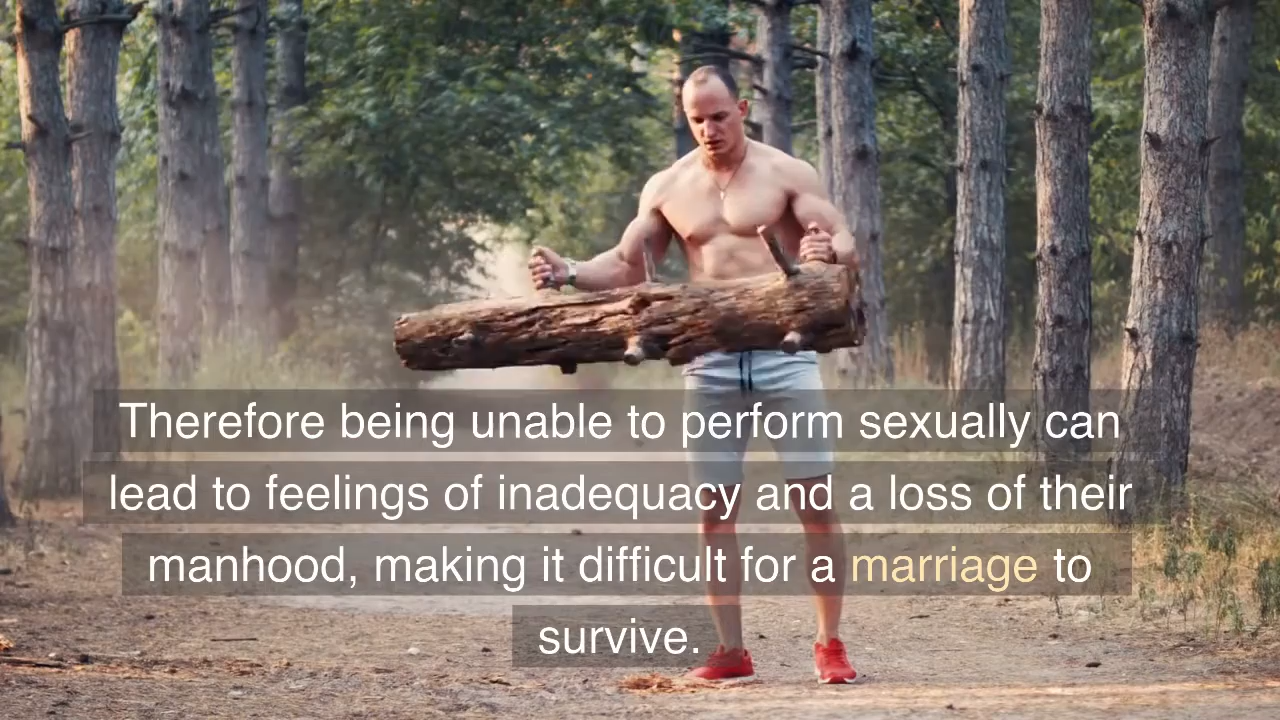 Therefore being unable to perform sexually can
lead to feelings of inadequacy and a loss of their
manhood, making it difficult for a marriage to
survive.